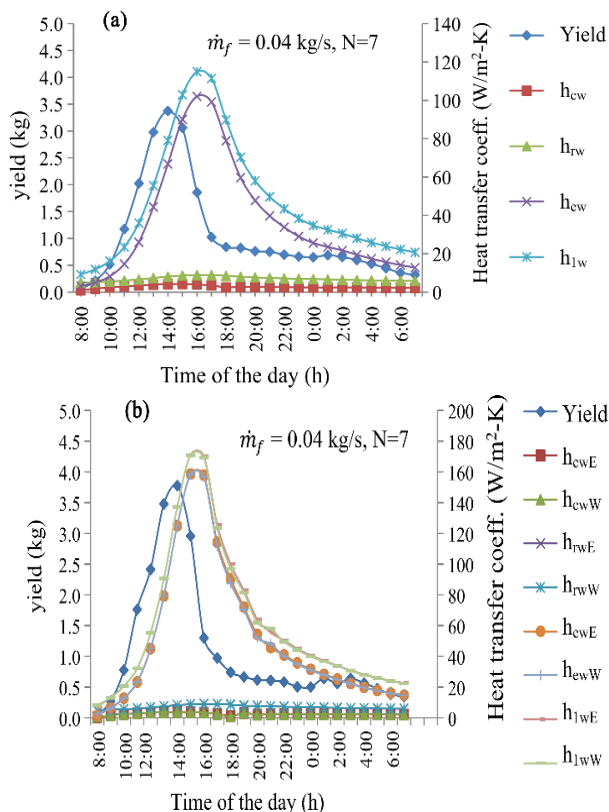 (a)
ṁf = 0.04 kg/s, N=7
yield (kg)
5.0
4.5
4.0
3.5
3.0
2.5
2.0
1.5
1.0
0.5
0.0
140
120
100
80
60
40
20
0
Heat transfer coeff. (W/m²-K)
8:00 10:00 12:00 14:00 16:00 18:00 20:00 22:00 0:00 2:00 4:00 6:00
Time of the day (h)
Yield
hcw
hrw
hew
h1w
(b)
ṁf = 0.04 kg/s, N=7
yield (kg)
5.0
4.5
4.0
3.5
3.0
2.5
2.0
1.5
1.0
0.5
0.0
200
180
160
140
120
100
80
60
40
20
0
Heat transfer coeff. (W/m²-K)
8:00 10:00 12:00 14:00 16:00 18:00 20:00 22:00 0:00 2:00 4:00 6:00
Time of the day (h)
Yield
hcwE
hcwW
hrwE
hrwW
hewE
hewW
h1wE
h1wW